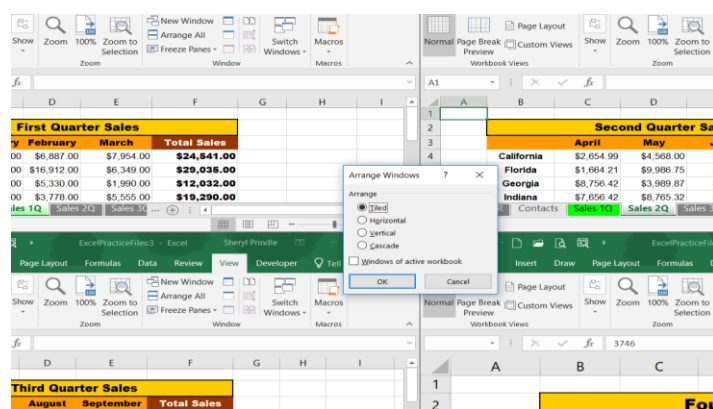 New Window
Arrange All
Freeze Panes
Show
Zoom
100%
Zoom to
Selection
Switch
Windows
Macros
Zoom
Window
Macros
Normal
Page Break
Preview
Page Layout
Custom Views
Show
Zoom
100%
Zoom to
Selection
Workbook Views
Zoom
fx
A1
fx
D E F G H I
A B C D
First Quarter Sales
February March Total Sales
$6,887.00 $7,954.00 $24,541.00
$16,912.00 $6,349.00 $29,035.00
$5,330.00 $1,990.00 $12,032.00
$3,778.00 $5,555.00 $19,290.00
Sales 2Q
1
2 Second Quarter
3 April May
4 California $2,654.99 $4,568.00
Florida $1,664.21 $9,986.75
Georgia $8,756.42 $3,989.87
Indiana $7,656.42 $8,765.32
Contacts Sales 1Q Sales 2Q
Arrange Windows ? ×
Arrange
Tiled
Horizontal
Vertical
Cascade
Windows of active workbook
OK Cancel
ExcelPracticeFiles:3 - Excel Sheryl Prindle
Page Layout Formulas Data Review View Developer Tell
New Window
Arrange All
Freeze Panes
Show
Zoom
100%
Zoom to
Selection
Switch
Windows
Macros
Zoom
Window
Macros
Insert Draw Page Layout Formulas
Normal
Page Break
Preview
Page Layout
Custom Views
Show
Zoom
100%
Zoom to
Selection
Workbook Views
Zoom
fx
fx 3746
D E F G H I
A B C
Third Quarter Sales
August September Total Sales
1
2